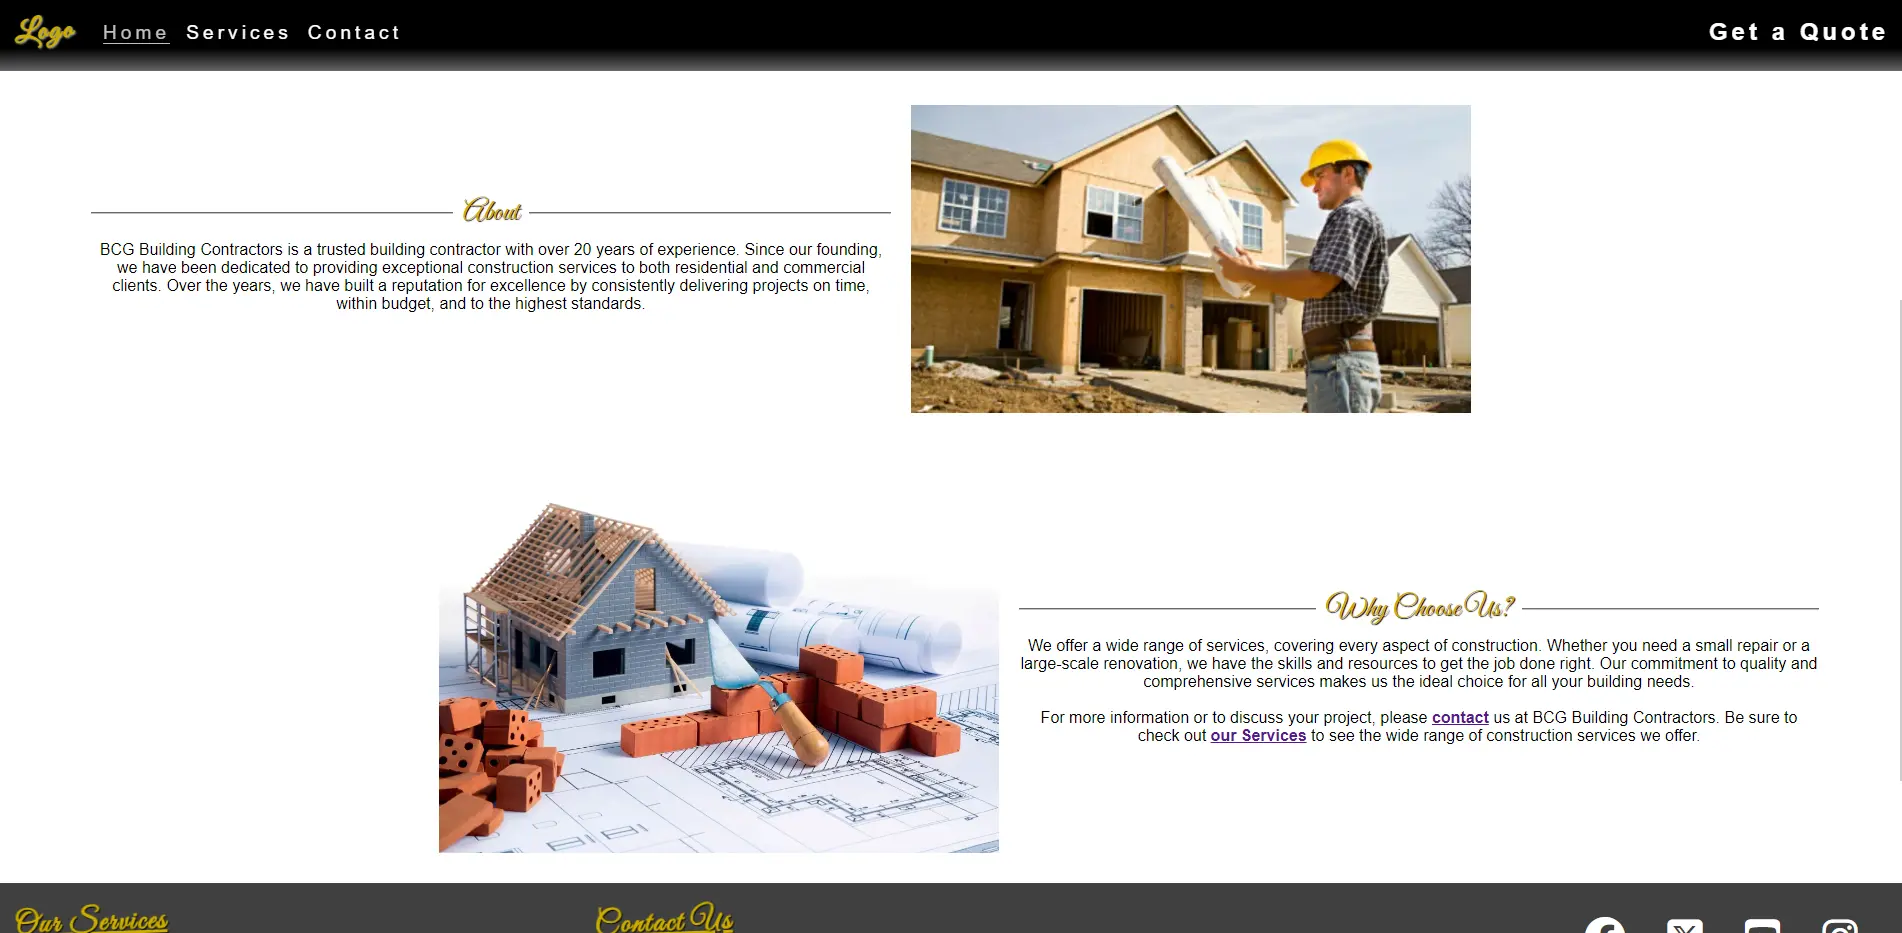 Logo Home Services Contact Get a Quote
About
BCG Building Contractors is a trusted building contractor with over 20 years of experience. Since our founding,
we have been dedicated to providing exceptional construction services to both residential and commercial
clients. Over the years, we have built a reputation for excellence by consistently delivering projects on time,
within budget, and to the highest standards.
Why Choose Us?
We offer a wide range of services, covering every aspect of construction. Whether you need a small repair or a
large-scale renovation, we have the skills and resources to get the job done right. Our commitment to quality and
comprehensive services makes us the ideal choice for all your building needs.
For more information or to discuss your project, please contact us at BCG Building Contractors. Be sure to
check out our Services to see the wide range of construction services we offer.
Our Services Contact Us